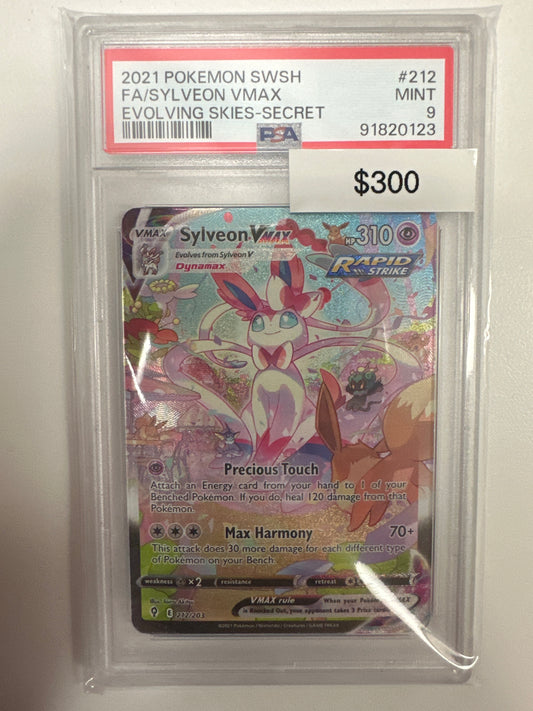 2021 POKEMON SWSH #212
FA/SYLVEON VMAX MINT
EVOLVING SKIES-SECRET 9
PSA 91820123
$300
VMAX Sylveon VMAX HP 310
Evolves from Sylveon V
Dynamax
RAPID STRIKE
Precious Touch
Attach an Energy card from your hand to 1 of your
Benched Pokémon. If you do, heal 120 damage from that
Pokémon.
Max Harmony 70+
This attack does 30 more damage for each different type
of Pokémon on your Bench.
weakness ×2 resistance retreat
VMAX rule When your Pokémon
is Knocked Out, your opponent takes 3 Prize
E 212/203
©2021 Pokémon / Nintendo / Creatures / GAME FREAK